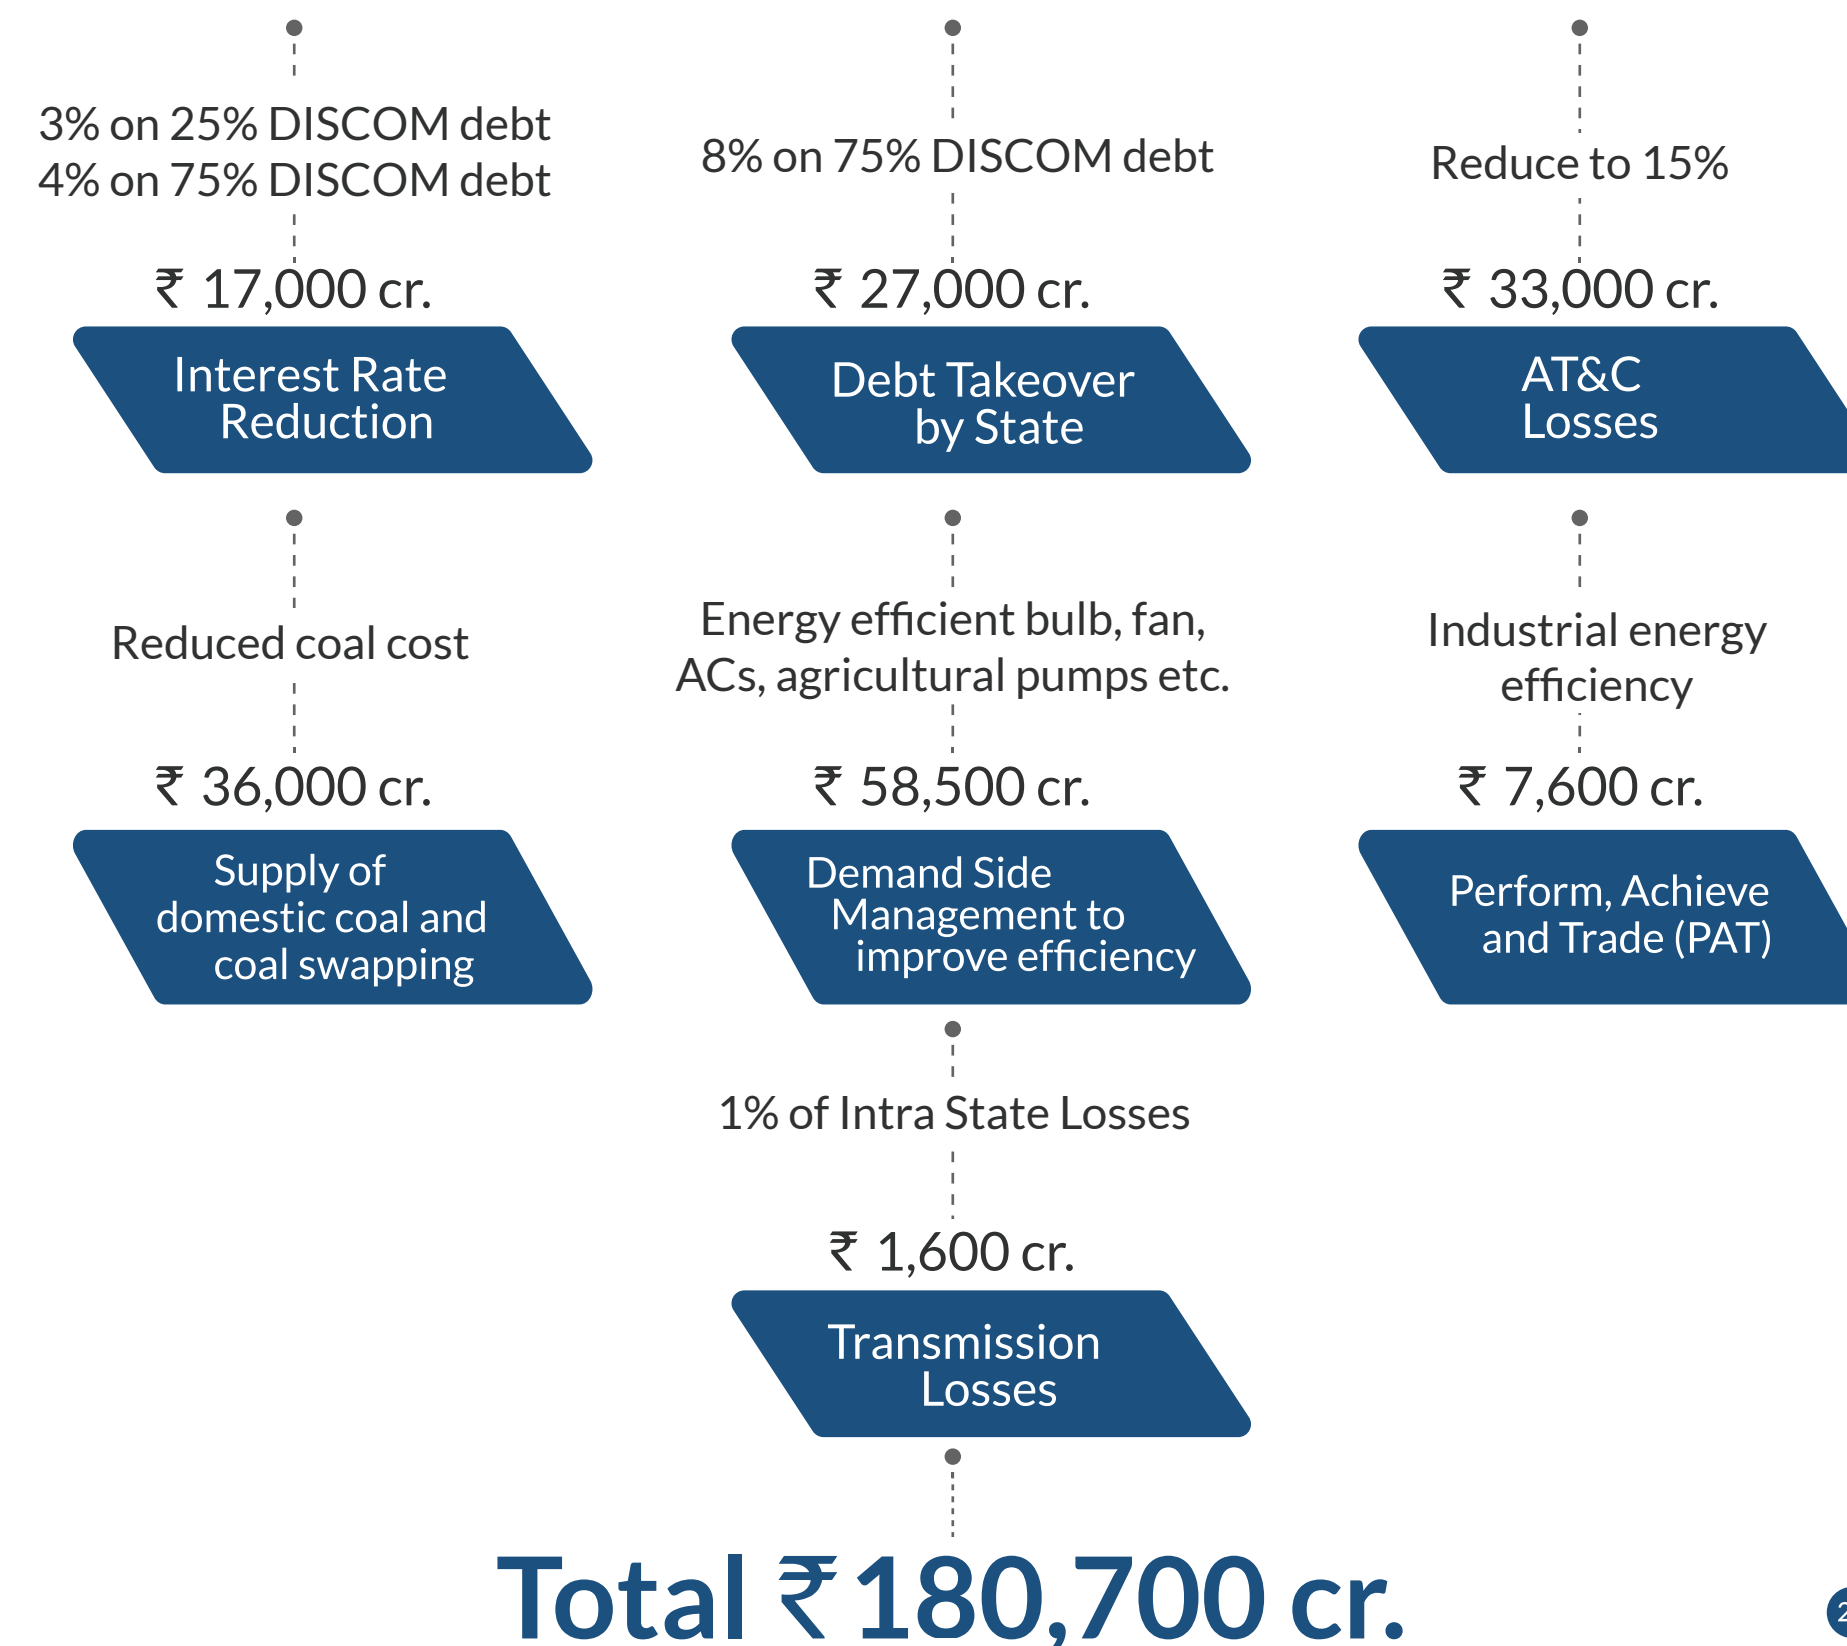 3% on 25% DISCOM debt
4% on 75% DISCOM debt
₹ 17,000 cr.
Interest Rate
Reduction
8% on 75% DISCOM debt
₹ 27,000 cr.
Debt Takeover
by State
Reduce to 15%
₹ 33,000 cr.
AT&C
Losses
Reduced coal cost
₹ 36,000 cr.
Supply of
domestic coal and
coal swapping
Energy efficient bulb, fan,
ACs, agricultural pumps etc.
₹ 58,500 cr.
Demand Side
Management to
improve efficiency
Industrial energy
efficiency
₹ 7,600 cr.
Perform, Achieve
and Trade (PAT)
1% of Intra State Losses
₹ 1,600 cr.
Transmission
Losses
Total ₹180,700 cr.